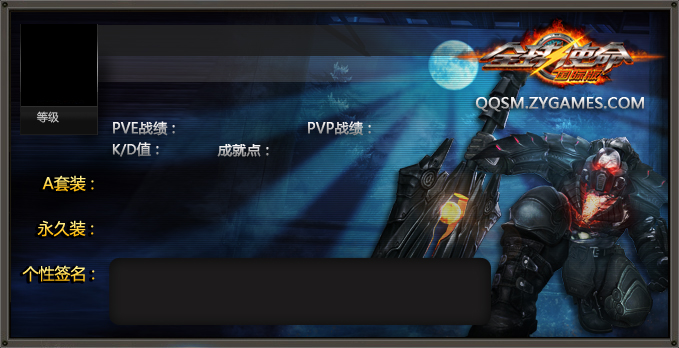 全球使命
国际版
QQSM.ZYGAMES.COM
等级
PVE战绩：
PVP战绩：
K/D值：
成就点：
A套装：
永久装：
个性签名：